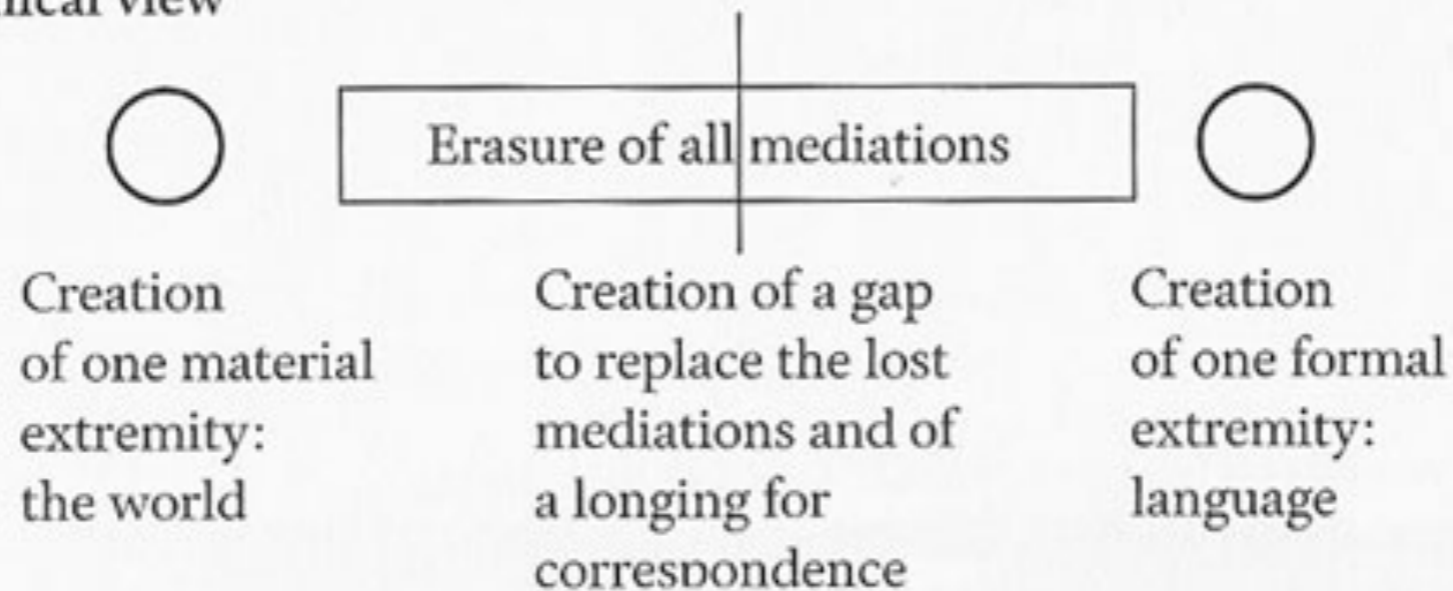 view
Erasure of all mediations
Creation
of one material
extremity:
the world
Creation of a gap
to replace the lost
mediations and of
a longing for
correspondence
Creation
of one formal
extremity:
language